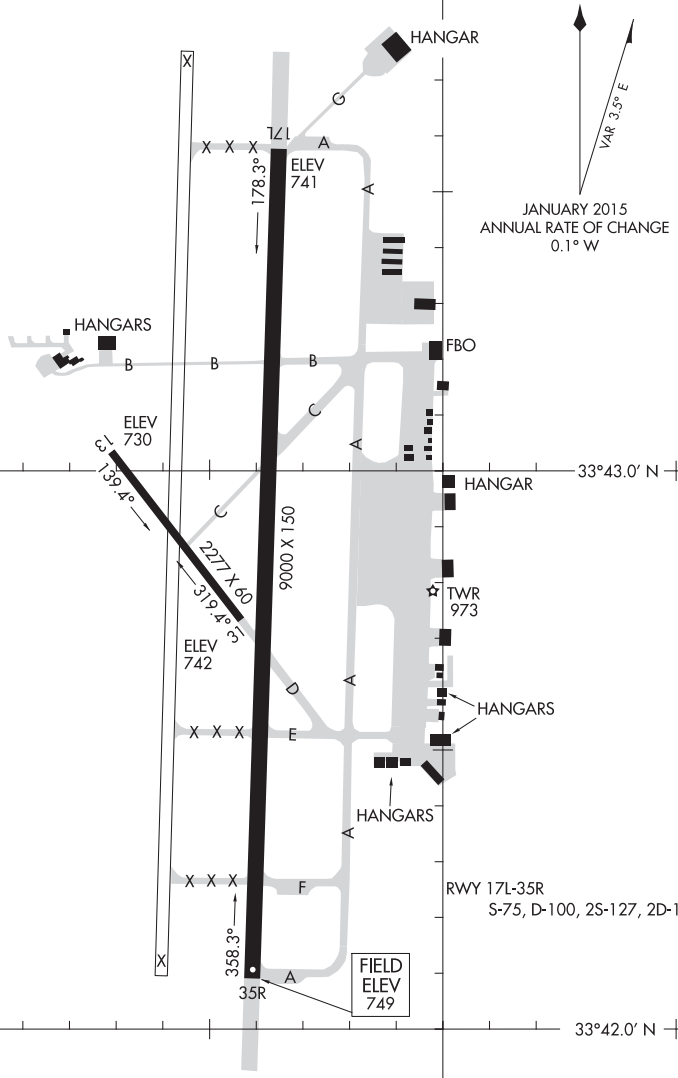 HANGAR
VAR 3.5° E
X
G
17L
X X X
A
ELEV
741
178.3°
A
JANUARY 2015
ANNUAL RATE OF CHANGE
0.1° W
HANGARS
FBO
B
B
B
C
ELEV
730
13
A
139.4°
33°43.0' N
HANGAR
C
9000 X 150
2277 X 60
319.4°
31
TWR
973
ELEV
742
D
A
HANGARS
X X X
E
HANGARS
A
X X X
F
RWY 17L-35R
S-75, D-100, 2S-127, 2D-1
358.3°
X
A
FIELD
ELEV
749
35R
33°42.0' N